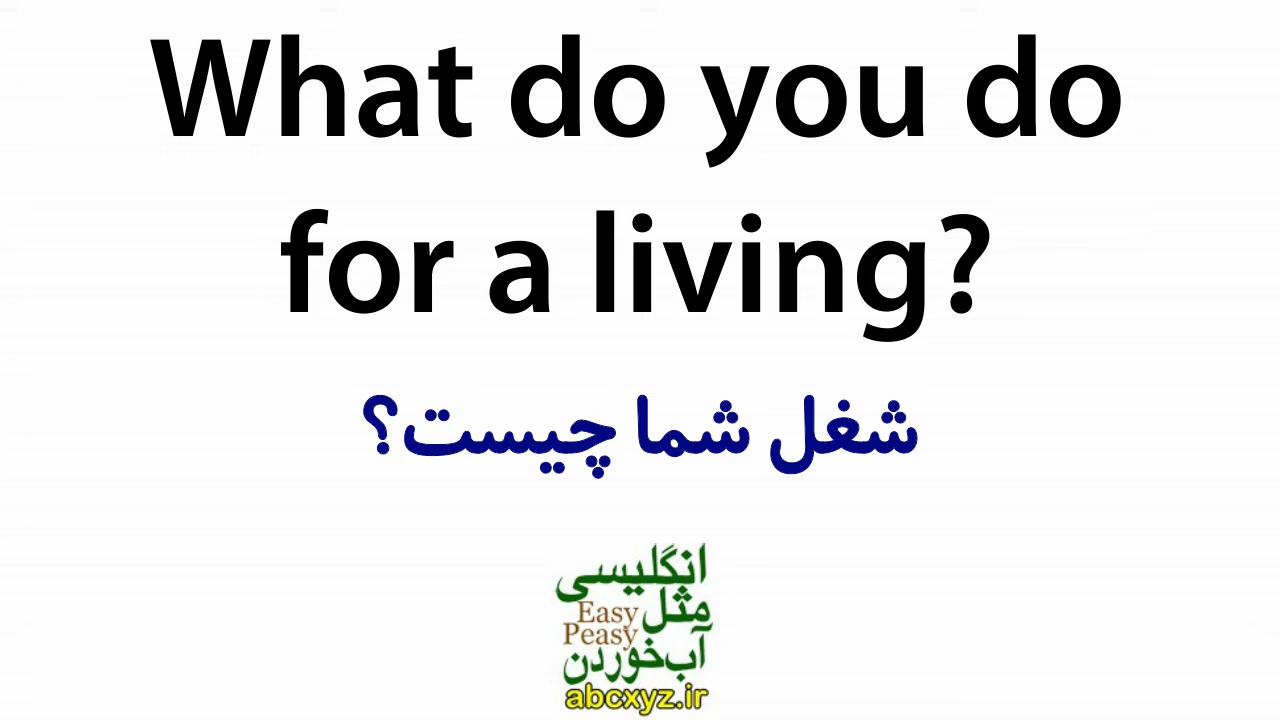 What do you do
for a living?
شغل شما چیست؟
انگلیسی
مثل
Easy
Peasy
آب خوردن
abcxyz.ir